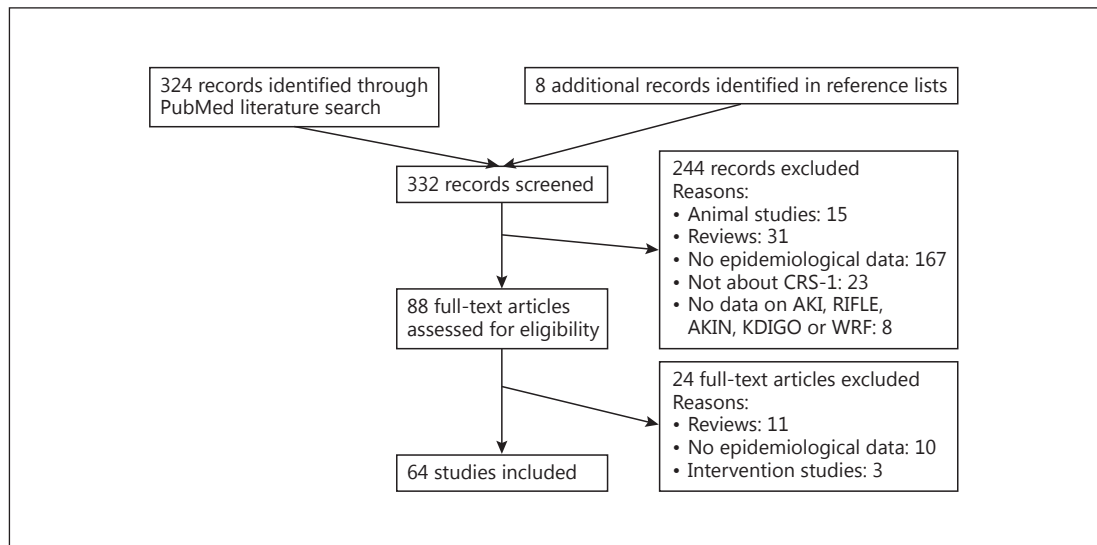 324 records identified through
PubMed literature search
8 additional records identified in reference lists
332 records screened
244 records excluded
Reasons:
• Animal studies: 15
• Reviews: 31
• No epidemiological data: 167
• Not about CRS-1: 23
• No data on AKI, RIFLE,
AKIN, KDIGO or WRF: 8
88 full-text articles
assessed for eligibility
24 full-text articles excluded
Reasons:
• Reviews: 11
• No epidemiological data: 10
• Intervention studies: 3
64 studies included